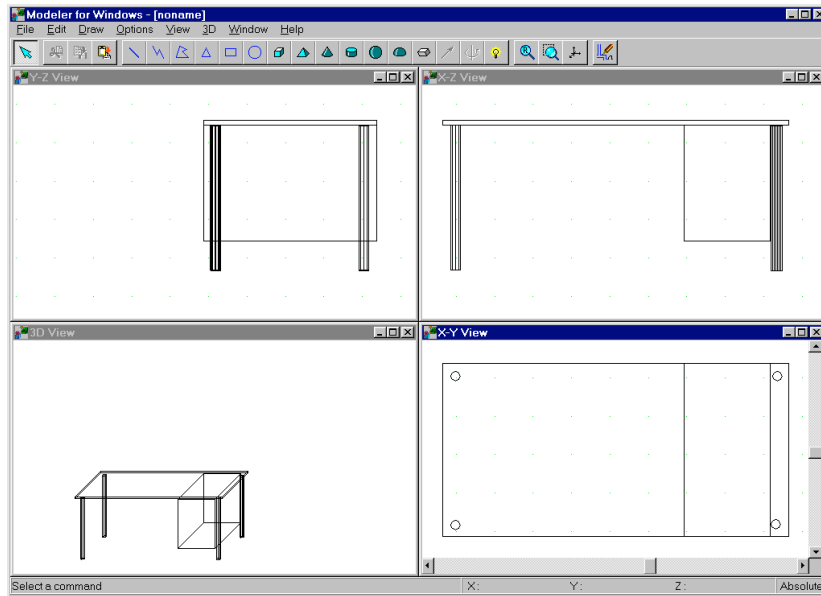 Modeler for Windows - [noname]
File Edit Draw Options View 3D Window Help
Y-Z View
X-Z View
3D View
X-Y View
Select a command X: Y: Z: Absolute